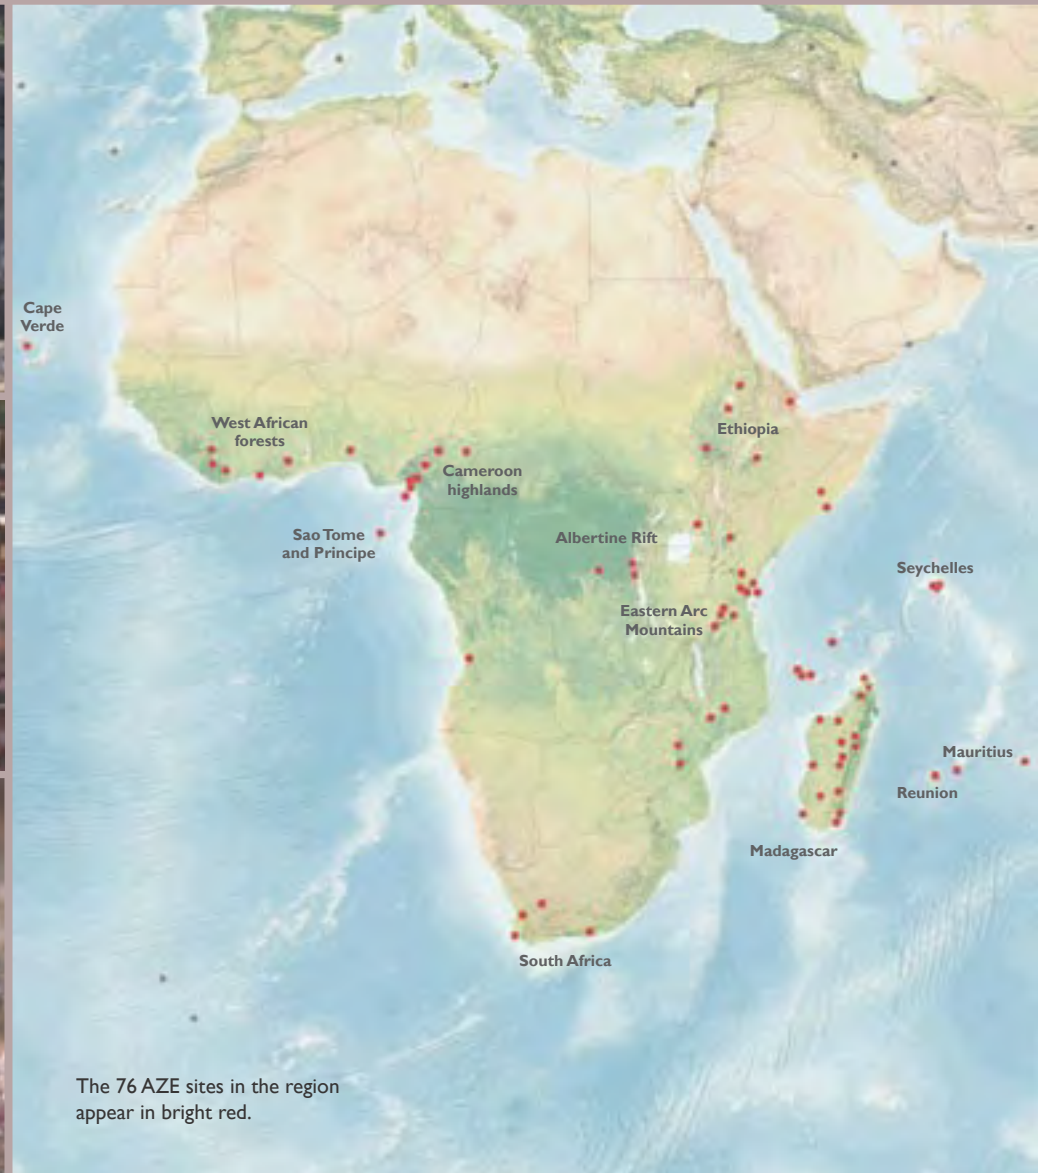 Cape
Verde
West African
forests
Ethiopia
Cameroon
highlands
Sao Tome
and Principe
Albertine Rift
Seychelles
Eastern Arc
Mountains
Mauritius
Reunion
Madagascar
South Africa
The 76 AZE sites in the region
appear in bright red.